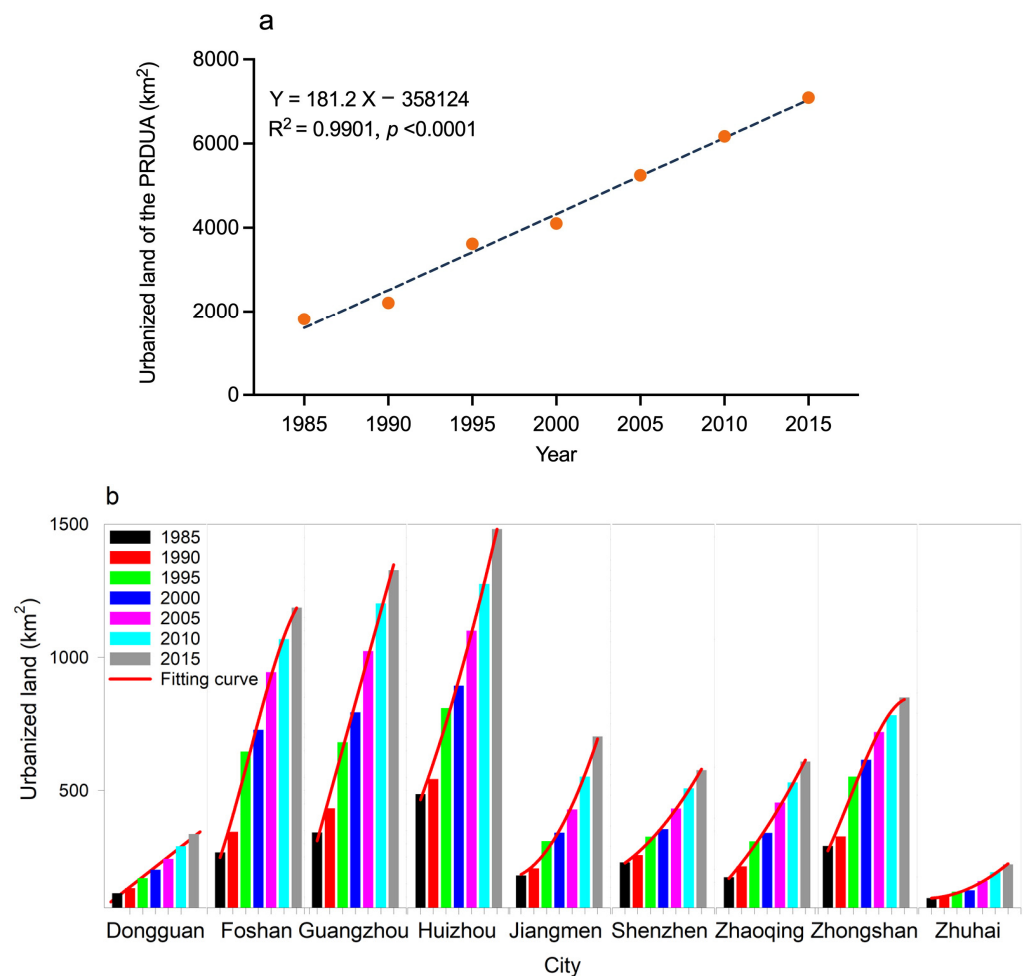 a
8000
6000
4000
2000
0
Urbanized land of the PRDUA (km²)
Y = 181.2 X − 358124
R² = 0.9901, p <0.0001
1985 1990 1995 2000 2005 2010 2015
Year
b
1500
1000
500
Urbanized land (km²)
1985
1990
1995
2000
2005
2010
2015
Fitting curve
Dongguan Foshan Guangzhou Huizhou Jiangmen Shenzhen Zhaoqing Zhongshan Zhuhai
City